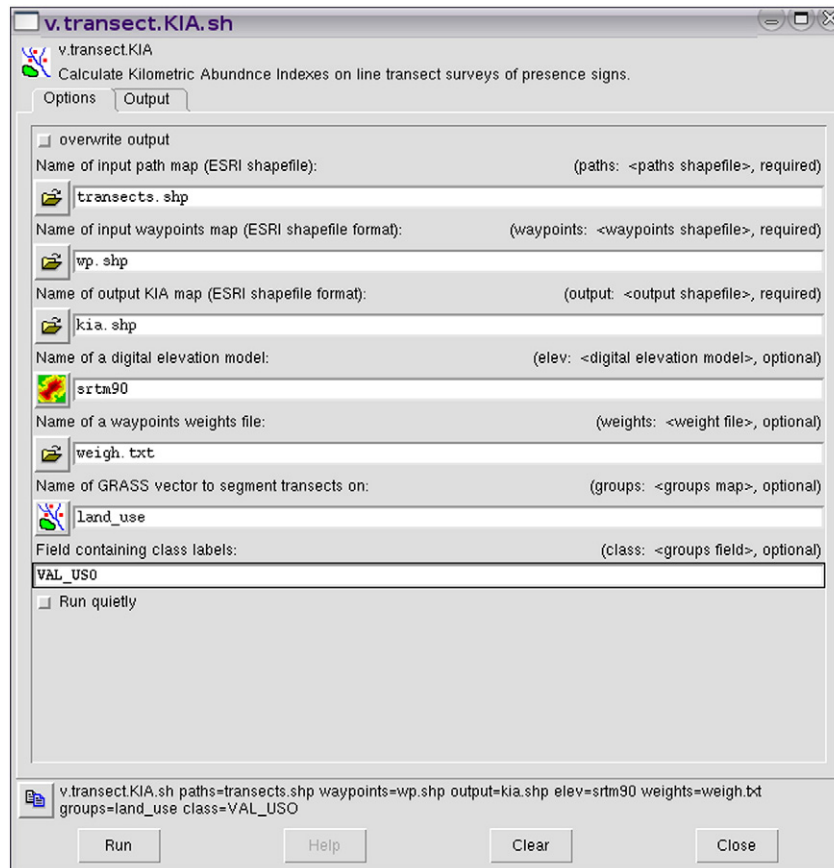 v.transect.KIA.sh
v.transect.KIA
Calculate Kilometric Abundnce Indexes on line transect surveys of presence signs.
Options Output
overwrite output
Name of input path map (ESRI shapefile): (paths: <paths shapefile>, required)
transects.shp
Name of input waypoints map (ESRI shapefile format): (waypoints: <waypoints shapefile>, required)
wp.shp
Name of output KIA map (ESRI shapefile format): (output: <output shapefile>, required)
kia.shp
Name of a digital elevation model: (elev: <digital elevation model>, optional)
srtm90
Name of a waypoints weights file: (weights: <weight file>, optional)
weigh.txt
Name of GRASS vector to segment transects on: (groups: <groups map>, optional)
land_use
Field containing class labels: (class: <groups field>, optional)
VAL_USO
Run quietly
v.transect.KIA.sh paths=transects.shp waypoints=wp.shp output=kia.shp elev=srtm90 weights=weigh.txt
groups=land_use class=VAL_USO
Run Help Clear Close